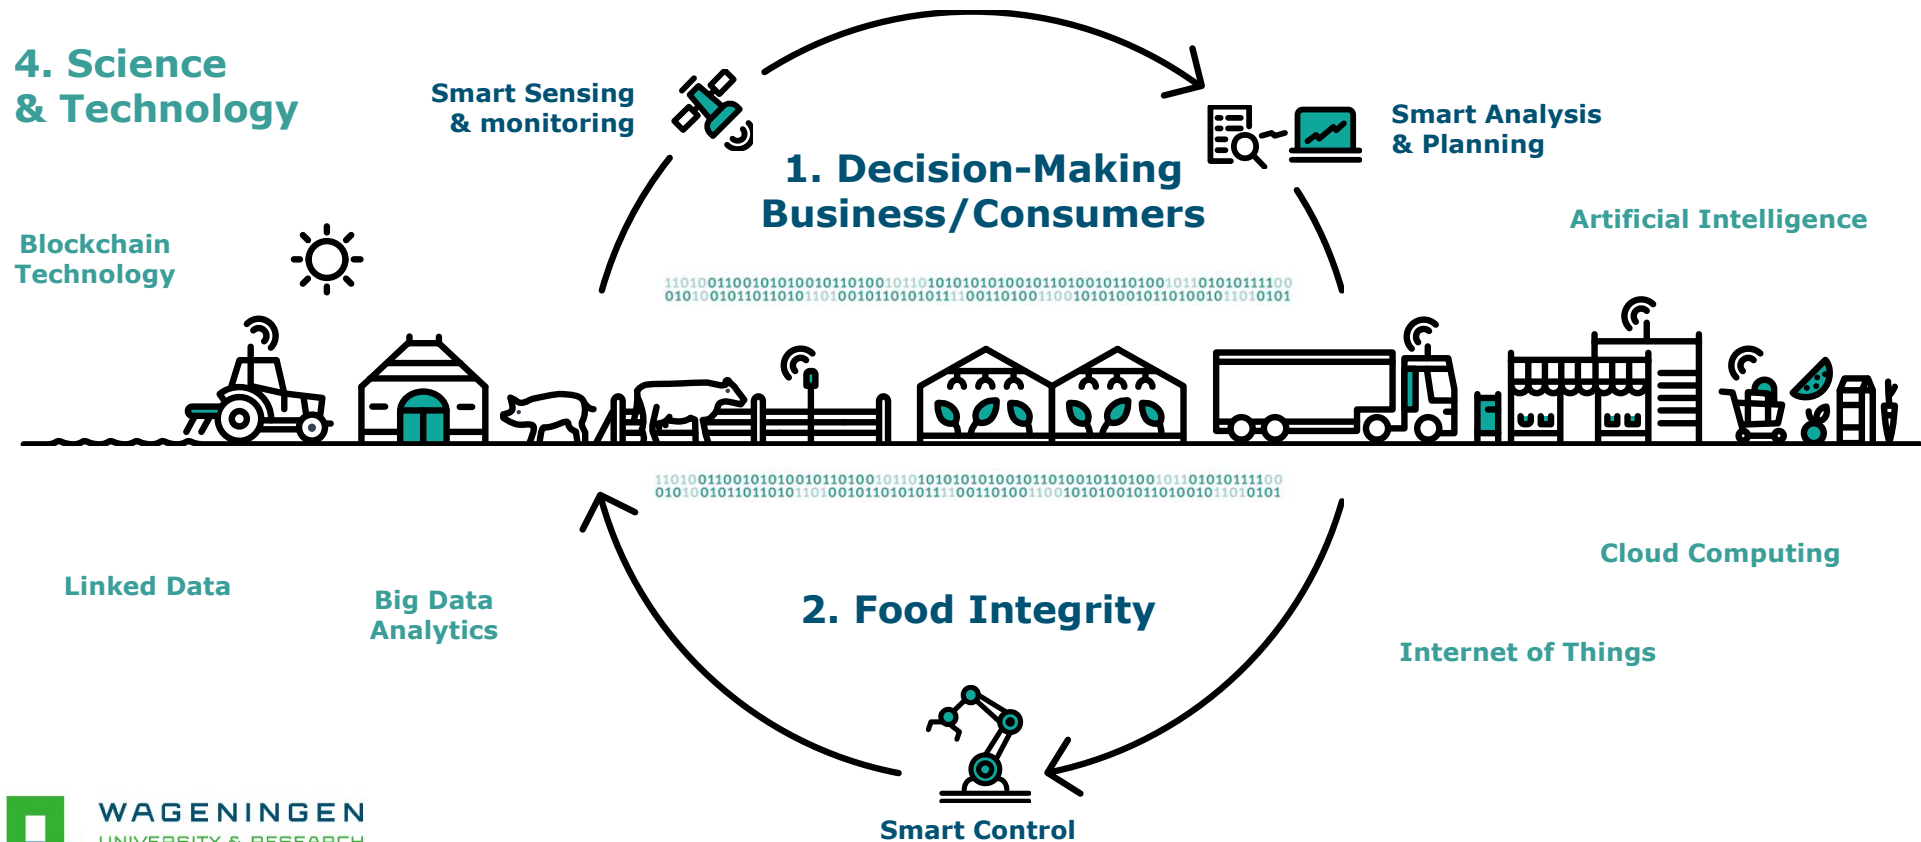 4. Science
& Technology
Smart Sensing
& monitoring
Smart Analysis
& Planning
1. Decision-Making
Business/Consumers
Artificial Intelligence
Blockchain
Technology
2. Food Integrity
Linked Data
Big Data
Analytics
Cloud Computing
Internet of Things
Smart Control
WAGENINGEN
UNIVERSITY & RESEARCH